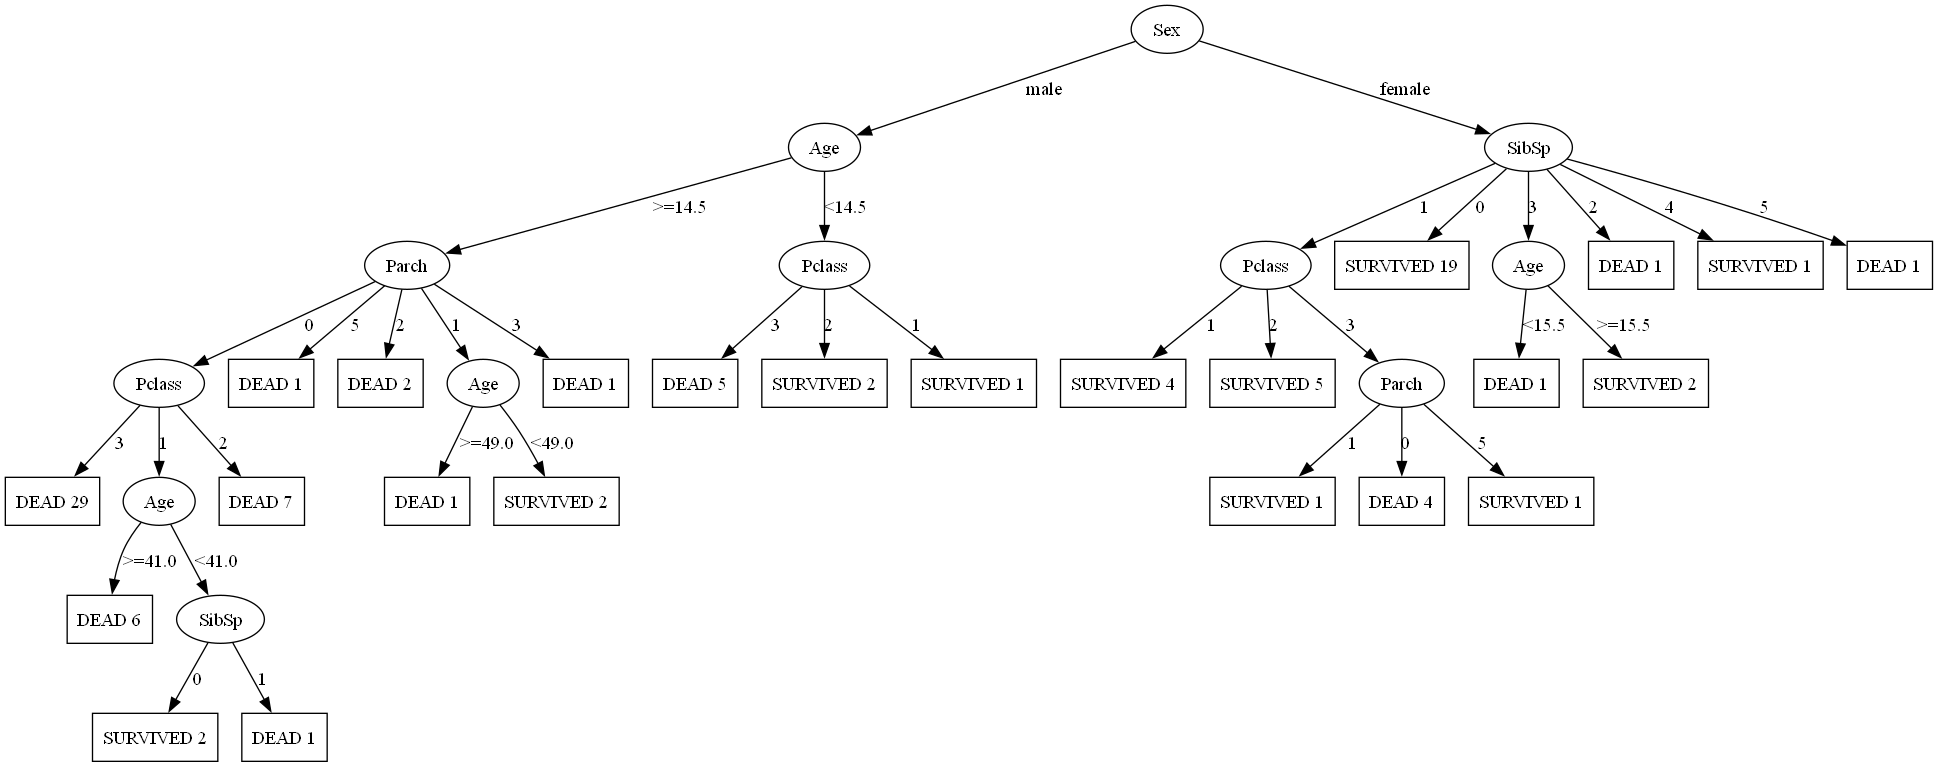 Sex
male
female
Age
SibSp
>=14.5
<14.5
1
0
3
2
4
5
Parch
Pclass
Pclass
SURVIVED 19
Age
DEAD 1
SURVIVED 1
DEAD 1
0
5
2
1
3
3
2
1
1
2
3
<15.5
>=15.5
Pclass
DEAD 1
DEAD 2
Age
DEAD 1
DEAD 5
SURVIVED 2
SURVIVED 1
SURVIVED 4
SURVIVED 5
Parch
DEAD 1
SURVIVED 2
3
1
2
>=49.0
<49.0
1
0
5
DEAD 29
Age
DEAD 7
DEAD 1
SURVIVED 2
SURVIVED 1
DEAD 4
SURVIVED 1
>=41.0
<41.0
DEAD 6
SibSp
0
1
SURVIVED 2
DEAD 1